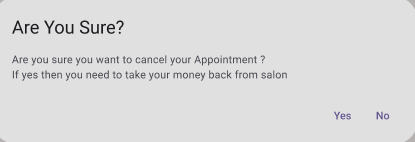 Are You Sure?
Are you sure you want to cancel your Appointment ?
If yes then you need to take your money back from salon
Yes No